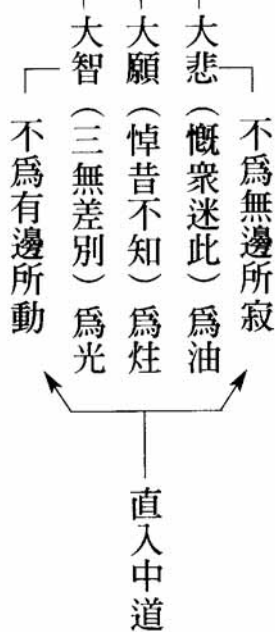 不爲無邊所寂
大悲（慨衆迷此）爲油
大願（悼昔不知）爲炷
大智（三無差別）爲光
不爲有邊所動
直入中道